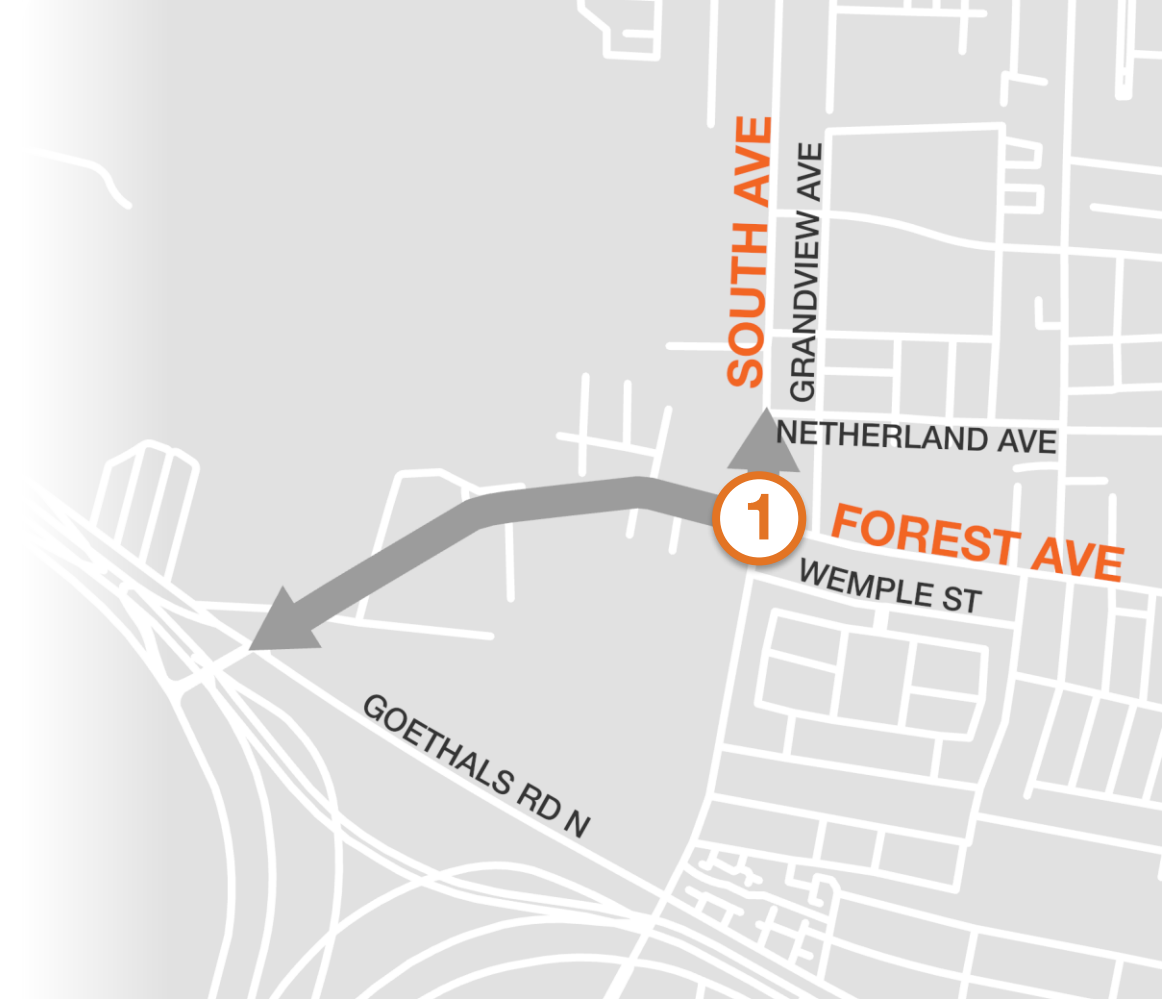 SOUTH AVE
GRANDVIEW AVE
NETHERLAND AVE
1
FOREST AVE
WEMPLE ST
GOETHALS RD N